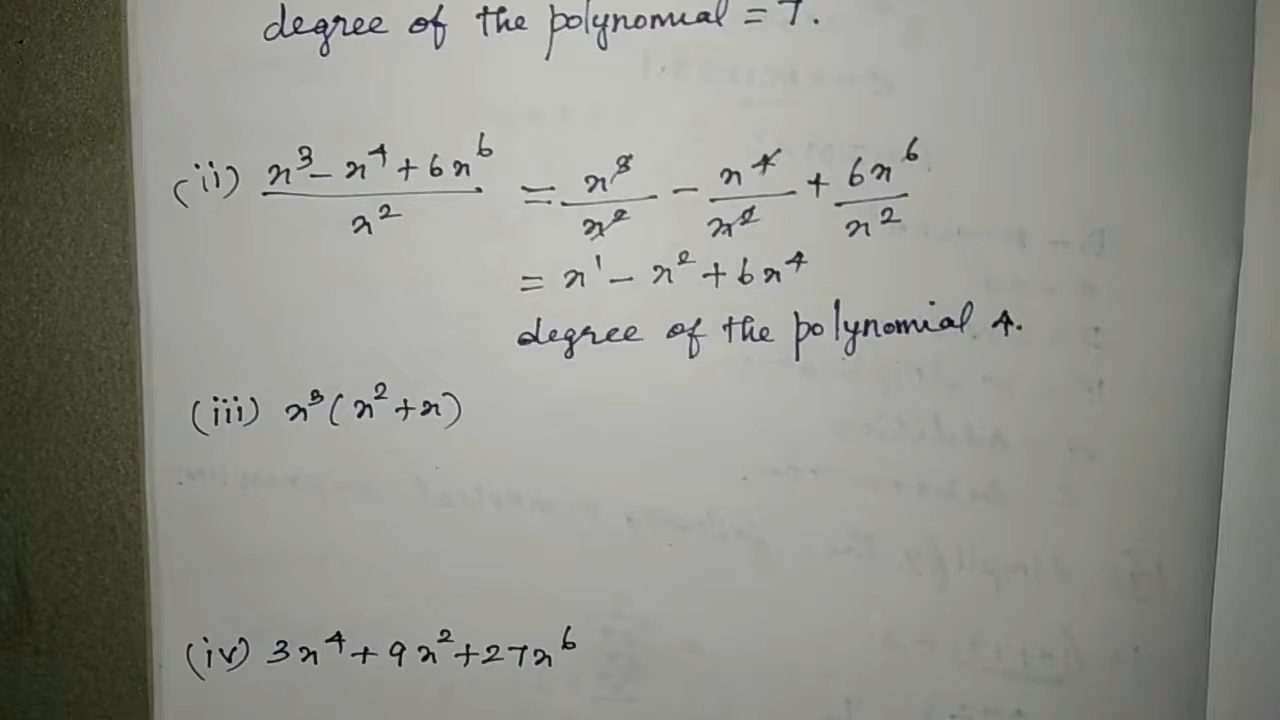 degree of the polynomial = 7.
(ii) (x³ - x⁴ + 6x⁶)/x² = x³/x² - x⁴/x² + 6x⁶/x²
= x¹ - x² + 6x⁴
degree of the polynomial 4.
(iii) x³(x² + x)
(iv) 3x⁴ + 9x² + 27x⁶